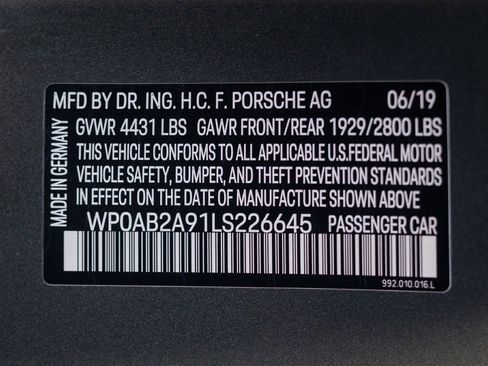 MFD BY DR. ING. H.C. F. PORSCHE AG 06/19
GVWR 4431 LBS GAWR FRONT/REAR 1929/2800 LBS
THIS VEHICLE CONFORMS TO ALL APPLICABLE U.S.FEDERAL MOTOR
VEHICLE SAFETY, BUMPER, AND THEFT PREVENTION STANDARDS
IN EFFECT ON THE DATE OF MANUFACTURE SHOWN ABOVE
WP0AB2A91LS226645 PASSENGER CAR
992.010.016.L
MADE IN GERMANY